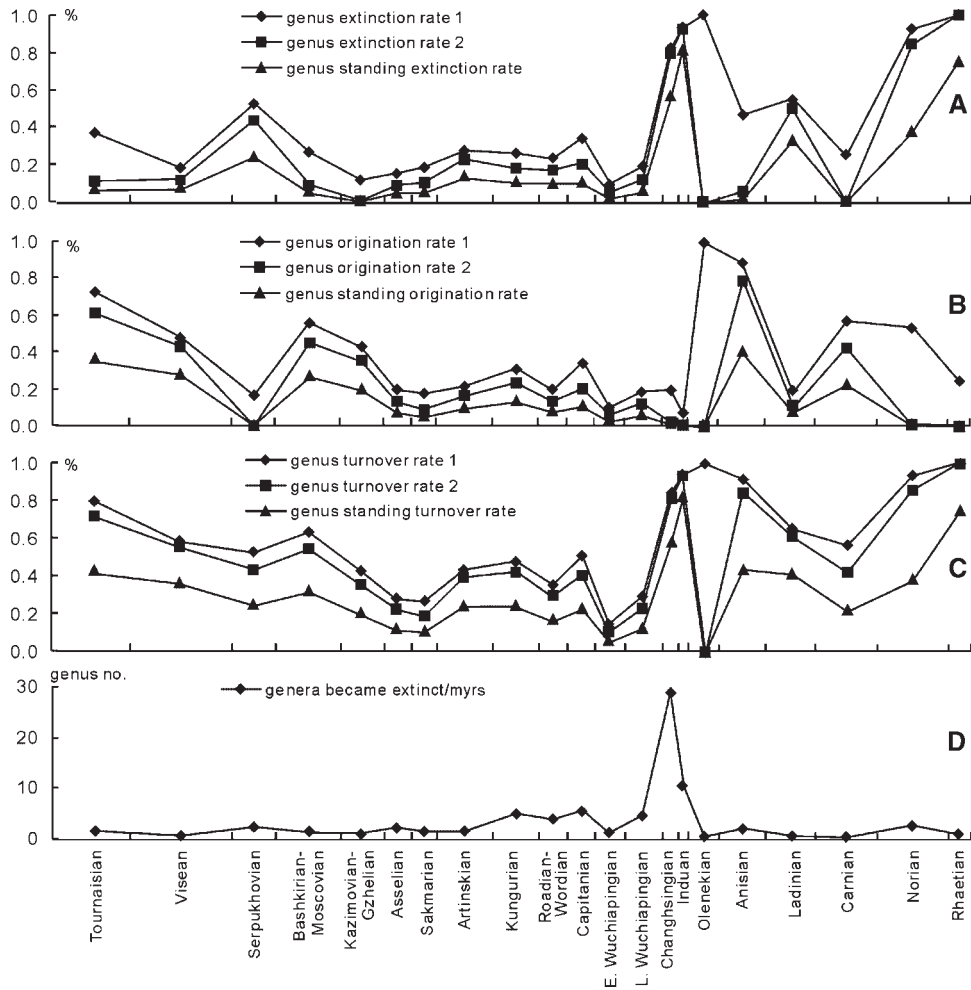 1.0 %
0.8
0.6
0.4
0.2
0.0
genus extinction rate 1
genus extinction rate 2
genus standing extinction rate
A
1.0 %
0.8
0.6
0.4
0.2
0.0
genus origination rate 1
genus origination rate 2
genus standing origination rate
B
1.0 %
0.8
0.6
0.4
0.2
0.0
genus turnover rate 1
genus turnover rate 2
genus standing turnover rate
C
genus no.
30
20
10
0
genera became extinct/myrs
D
Tournaisian
Visean
Serpukhovian
Bashkirian-
Moscovian
Kazimovian-
Gzhelian
Asselian
Sakmarian
Artinskian
Kungurian
Roadian-
Wordian
Capitanian
E. Wuchiapingian
L. Wuchiapingian
Changhsingian
Induan
Olenekian
Anisian
Ladinian
Carnian
Norian
Rhaetian